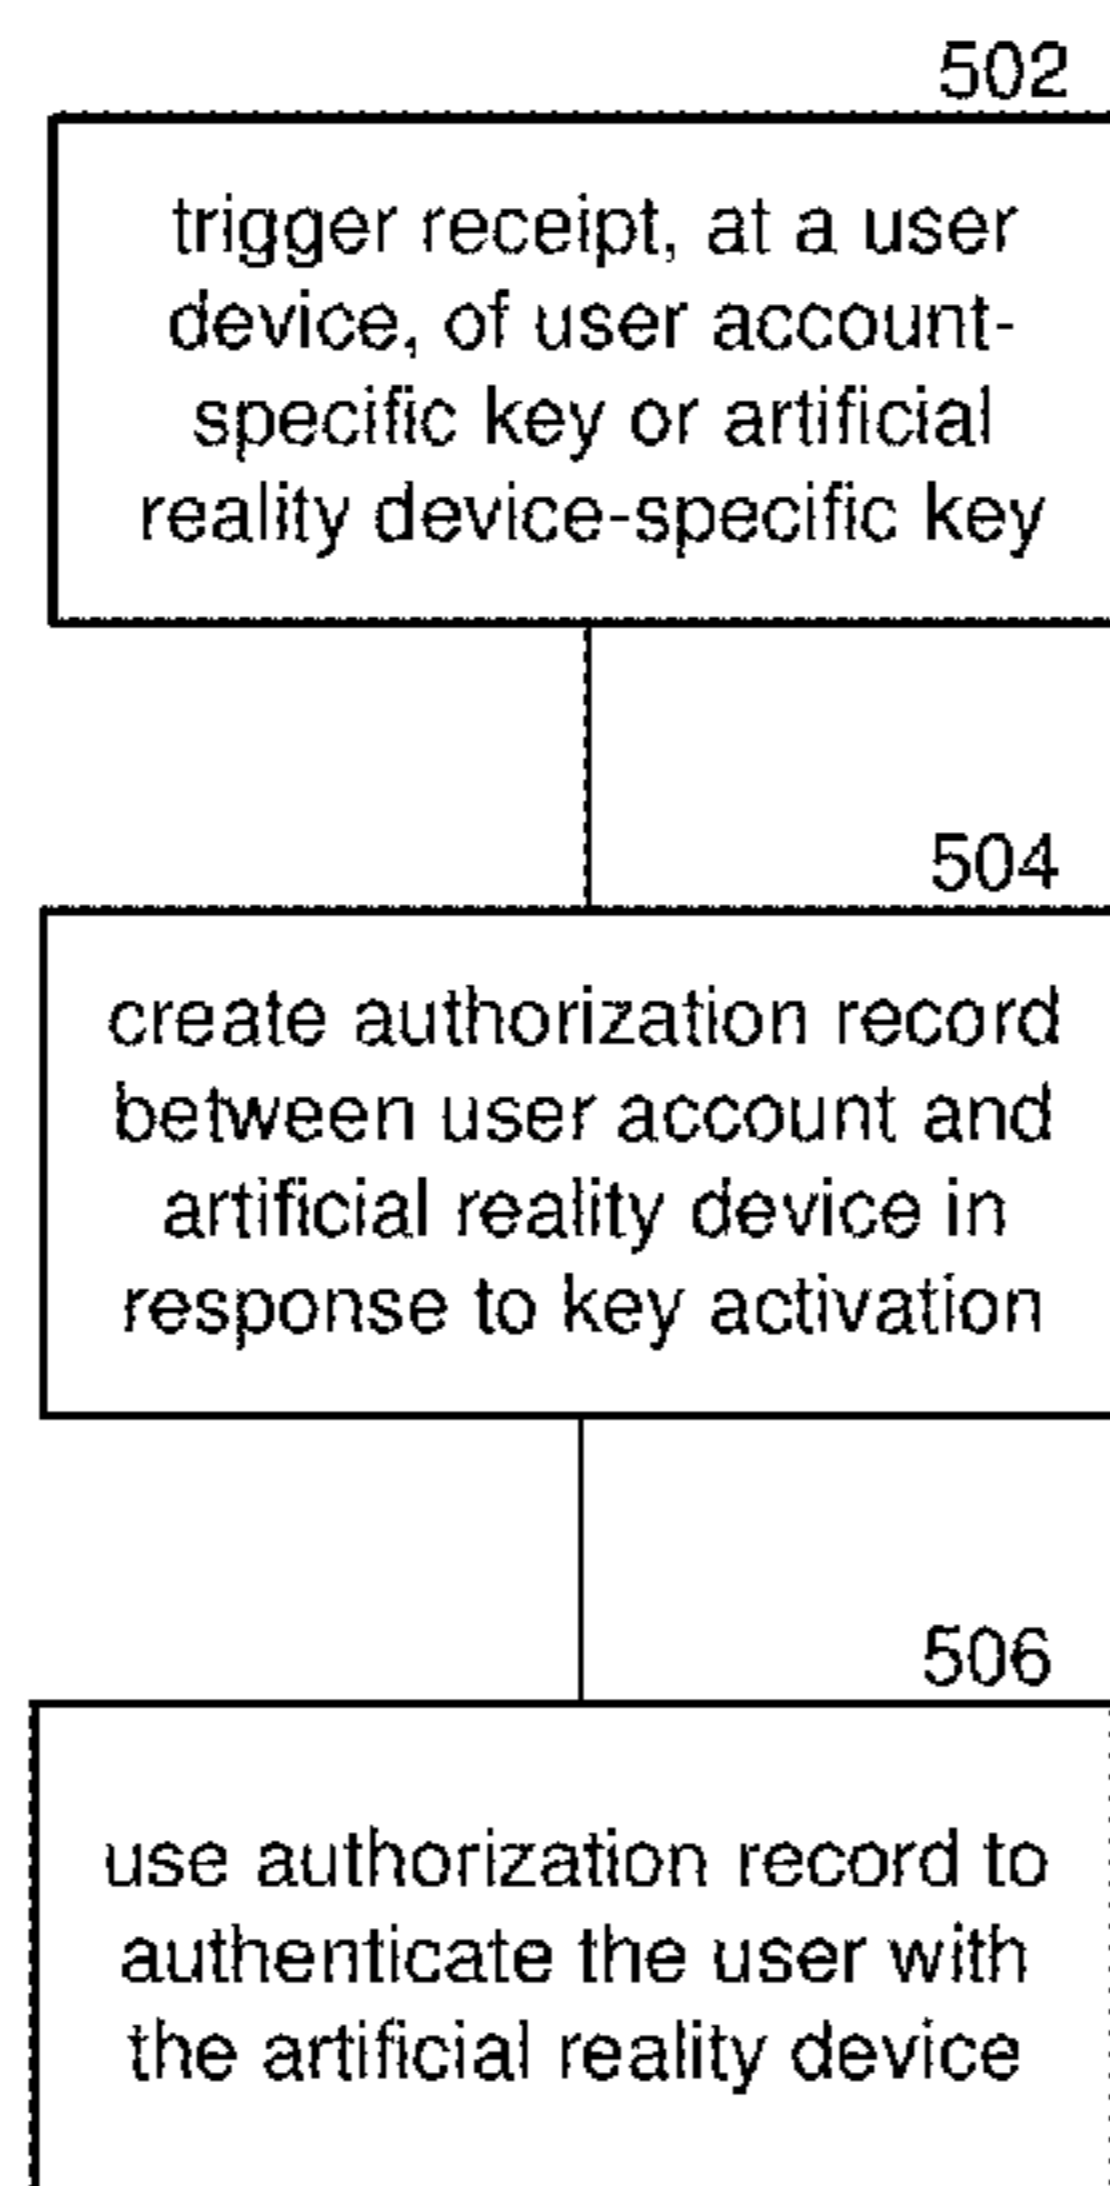 502
trigger receipt, at a user
device, of user account-
specific key or artificial
reality device-specific key
504
create authorization record
between user account and
artificial reality device in
response to key activation
506
use authorization record to
authenticate the user with
the artificial reality device